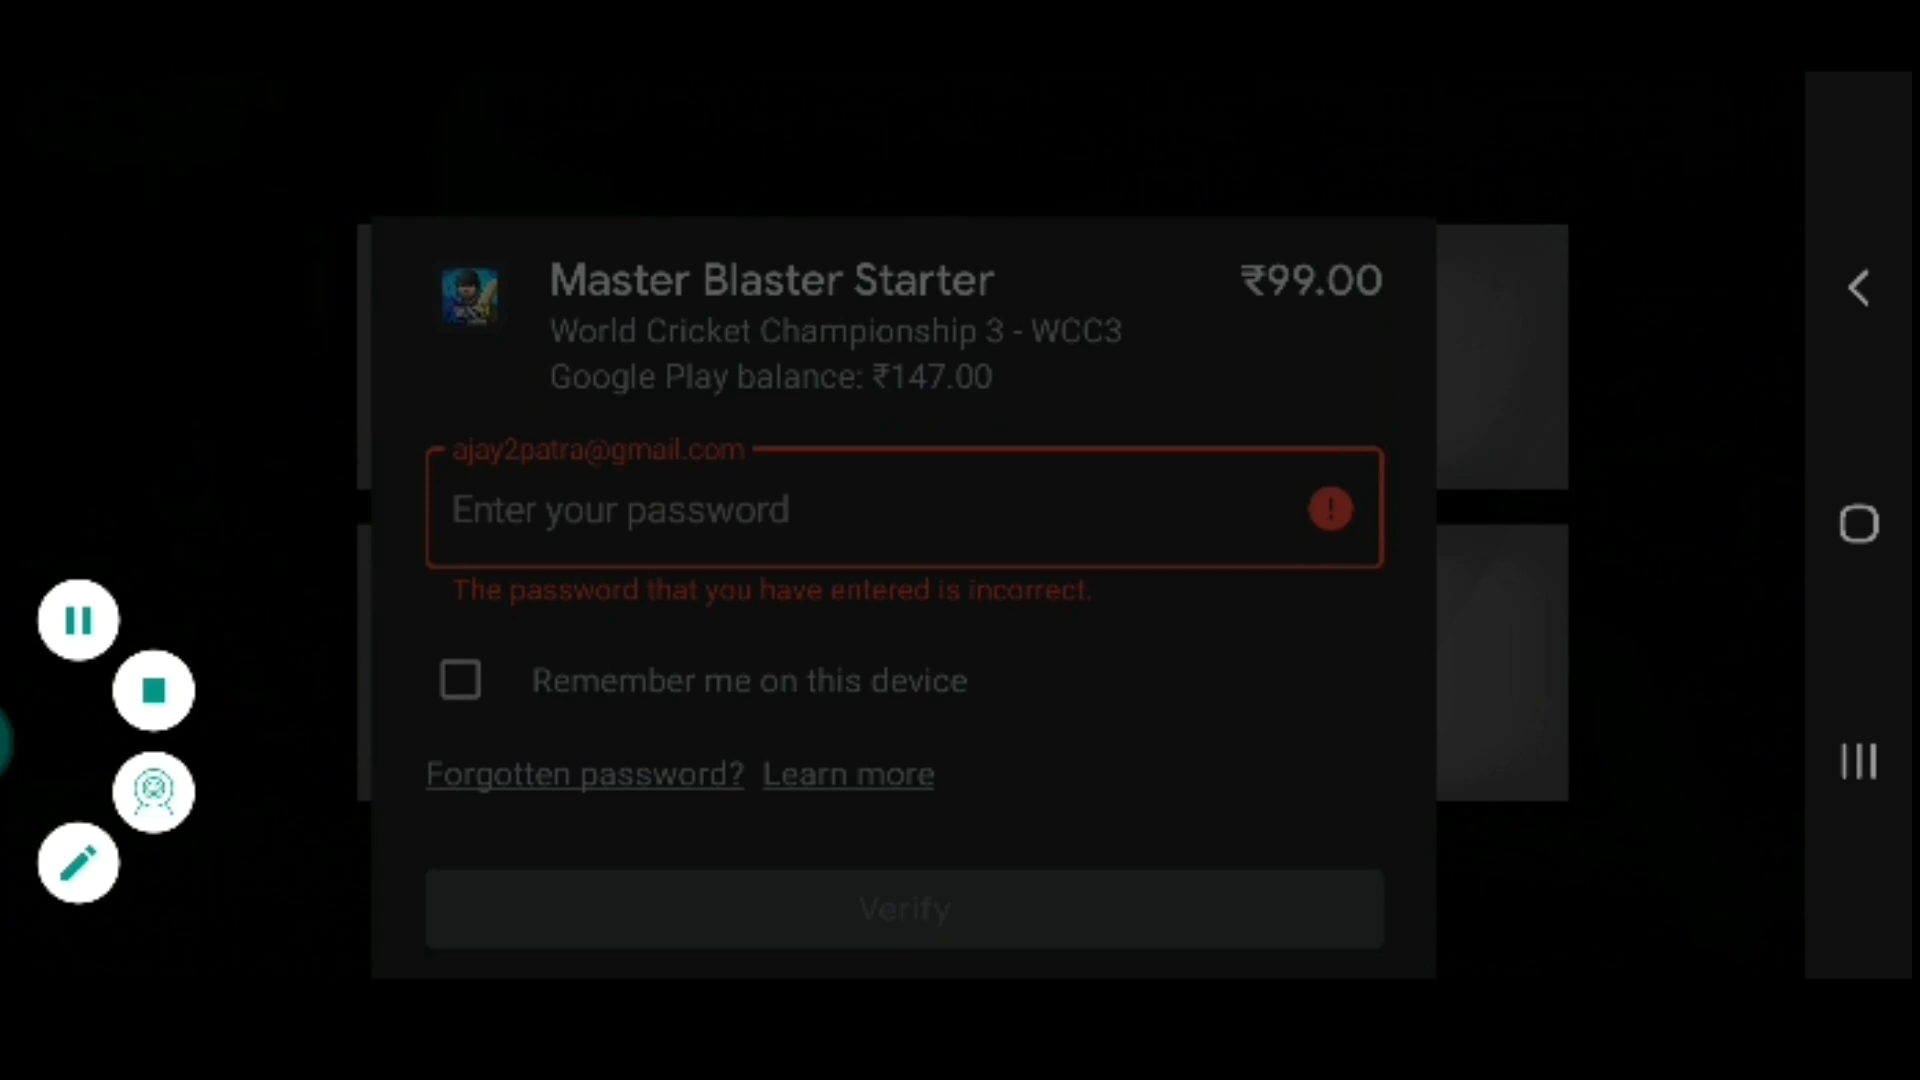 Master Blaster Starter ₹99.00
World Cricket Championship 3 - WCC3
Google Play balance: ₹147.00
ajay2patra@gmail.com
Enter your password
!
The password that you have entered is incorrect.
Remember me on this device
Forgotten password? Learn more
Verify